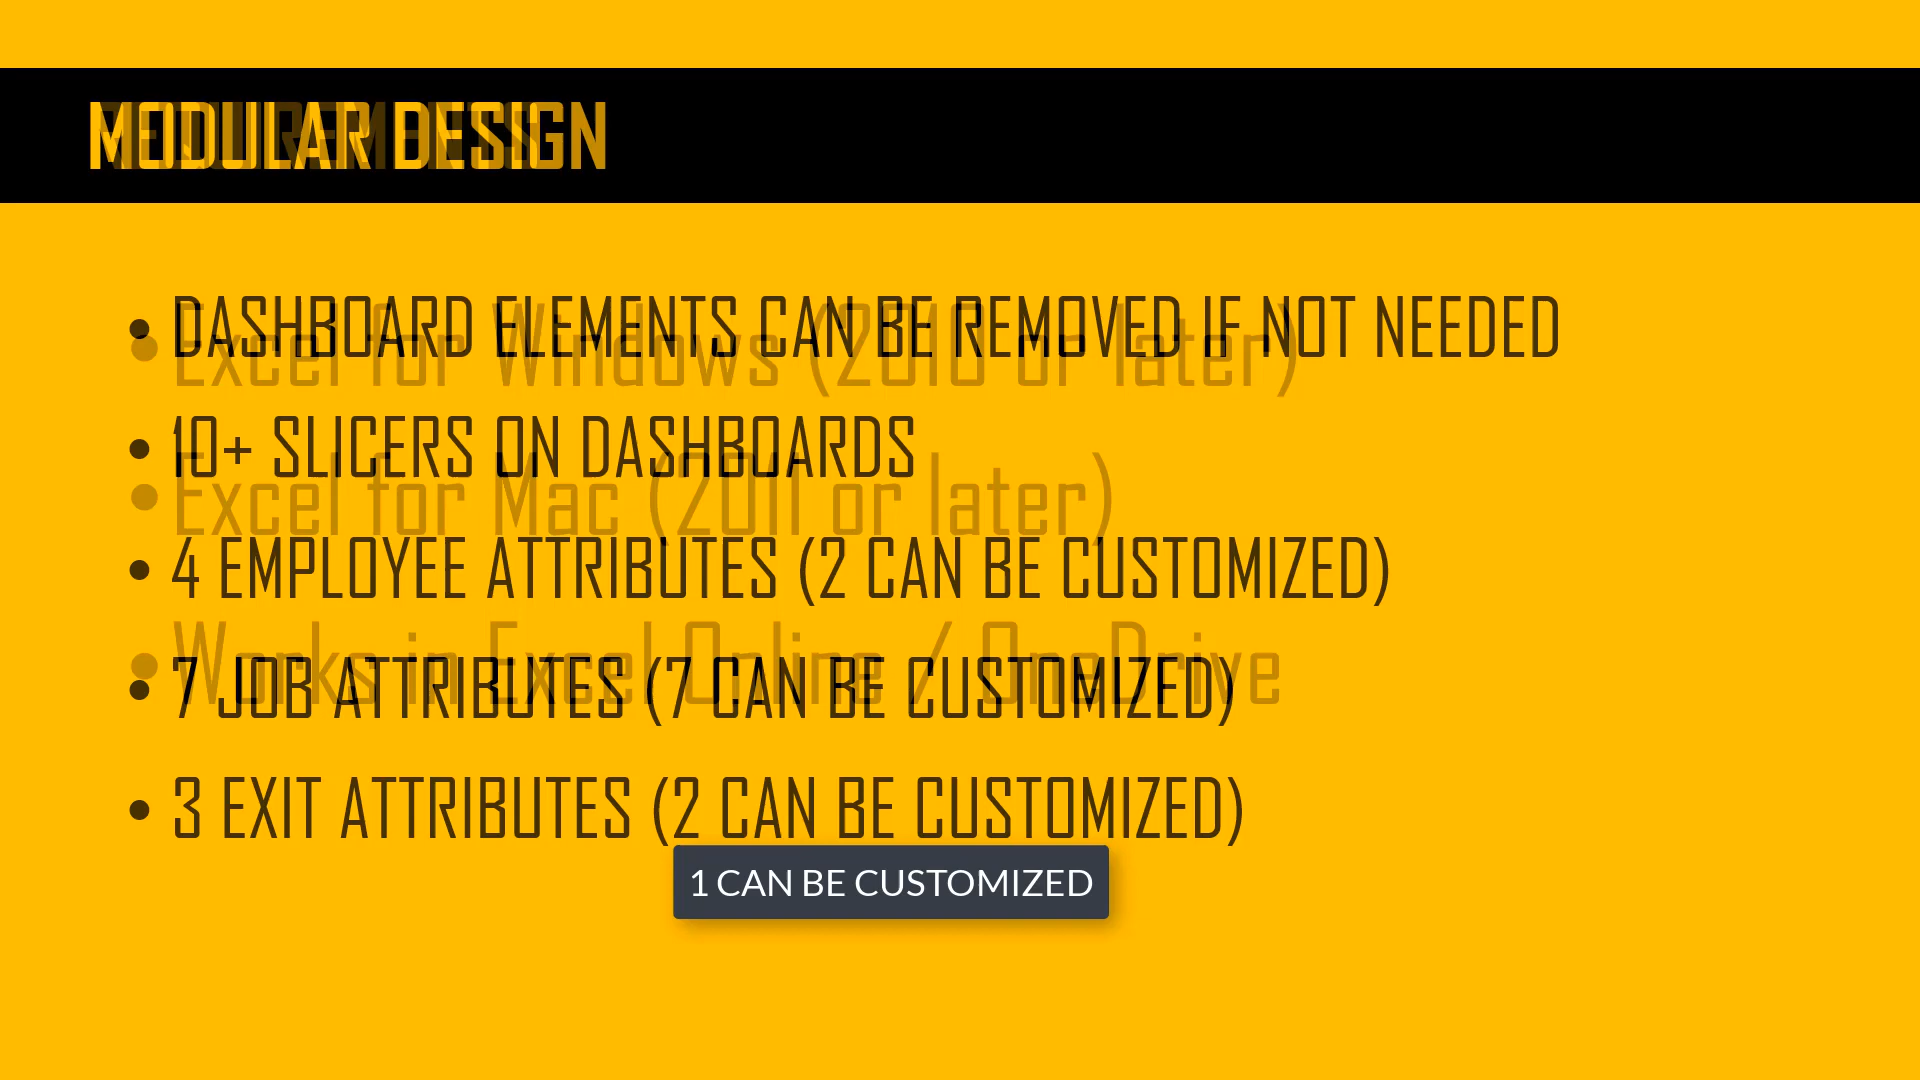 MODULAR DESIGN
REQUIREMENTS
• DASHBOARD ELEMENTS CAN BE REMOVED IF NOT NEEDED
• Excel for Windows (2010 or later)
• 10+ SLICERS ON DASHBOARDS
• Excel for Mac (2011 or later)
• 4 EMPLOYEE ATTRIBUTES (2 CAN BE CUSTOMIZED)
• Works in Excel Online / OneDrive
• 7 JOB ATTRIBUTES (7 CAN BE CUSTOMIZED)
• 3 EXIT ATTRIBUTES (2 CAN BE CUSTOMIZED)
1 CAN BE CUSTOMIZED